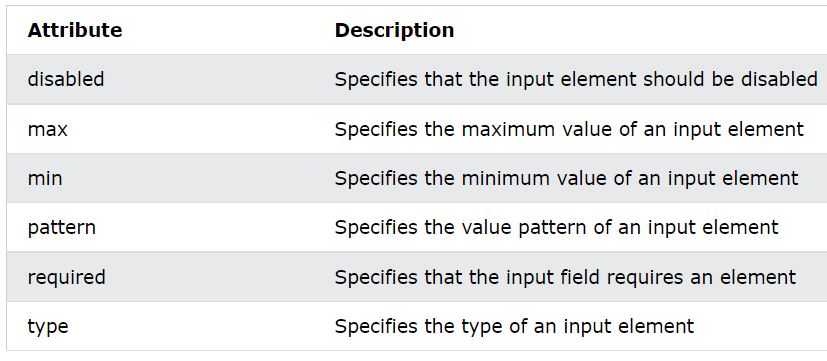 Attribute Description
disabled Specifies that the input element should be disabled
max Specifies the maximum value of an input element
min Specifies the minimum value of an input element
pattern Specifies the value pattern of an input element
required Specifies that the input field requires an element
type Specifies the type of an input element